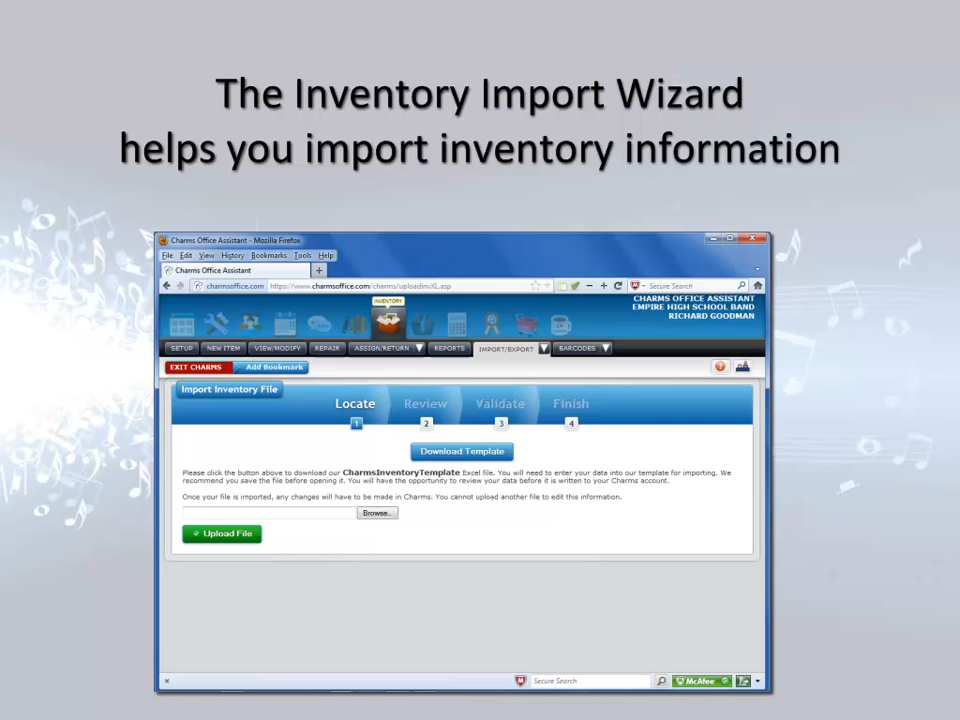 The Inventory Import Wizard
helps you import inventory information
Charms Office Assistant - Mozilla Firefox
File Edit View History Bookmarks Tools Help
Charms Office Assistant
charmsoffice.com https://www.charmsoffice.com/charms/uploadinvXL.asp
Secure Search
INVENTORY
CHARMS OFFICE ASSISTANT
EMPIRE HIGH SCHOOL BAND
RICHARD GOODMAN
SETUP NEW ITEM VIEW/MODIFY REPAIR ASSIGN/RETURN REPORTS IMPORT/EXPORT BARCODES
EXIT CHARMS Add Bookmark
Import Inventory File
Locate Review Validate Finish
1 2 3 4
Download Template
Please click the button above to download our CharmsInventoryTemplate Excel file. You will need to enter your data into our template for importing. We
recommend you save the file before opening it. You will have the opportunity to review your data before it is written to your Charms account.
Once your file is imported, any changes will have to be made in Charms. You cannot upload another file to edit this information.
Browse..
Upload File
Secure Search McAfee